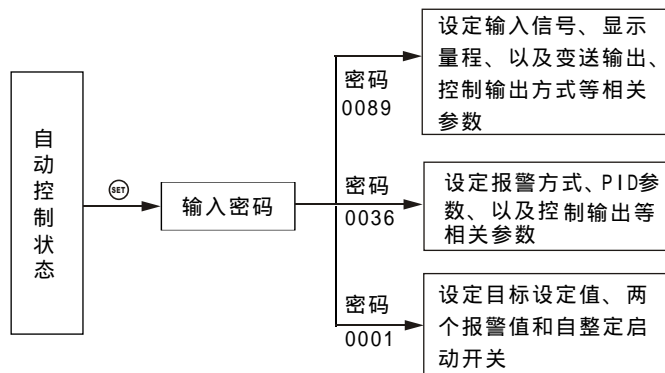 自动控制状态
SET
输入密码
密码
0089
设定输入信号、显示
量程、以及变送输出、
控制输出方式等相关
参数
密码
0036
设定报警方式、PID参
数、以及控制输出等
相关参数
密码
0001
设定目标设定值、两
个报警值和自整定启
动开关